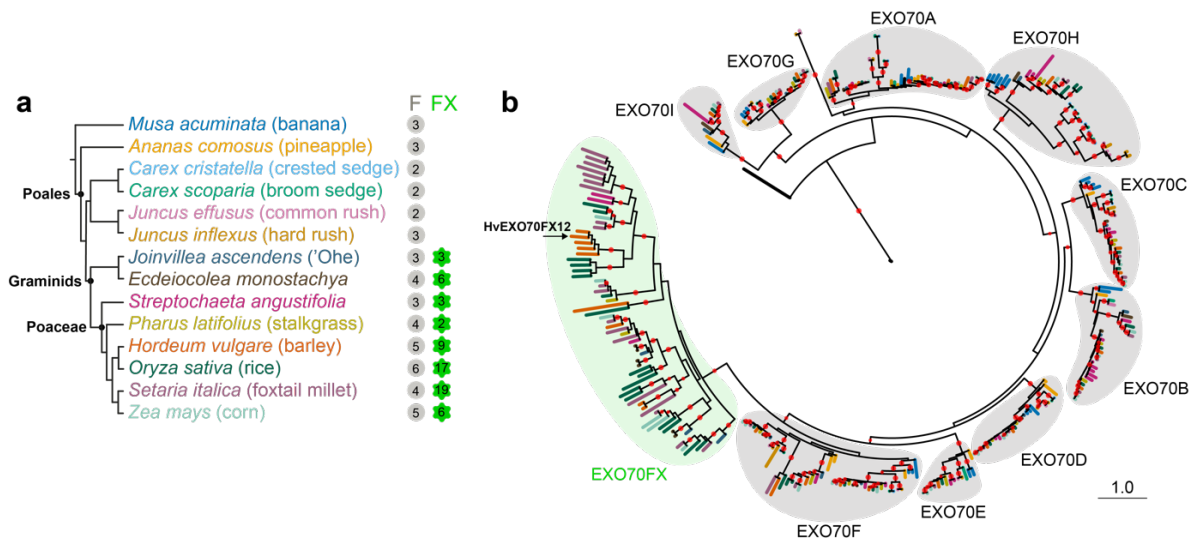 a
F FX
Musa acuminata (banana) 3
Ananas comosus (pineapple) 3
Carex cristatella (crested sedge) 2
Poales
Carex scoparia (broom sedge) 2
Juncus effusus (common rush) 2
Juncus inflexus (hard rush) 3
Joinvillea ascendens ('Ohe) 3 3
Graminids
Ecdeiocolea monostachya 4 6
Streptochaeta angustifolia 3 3
Poaceae
Pharus latifolius (stalkgrass) 4 2
Hordeum vulgare (barley) 5 9
Oryza sativa (rice) 6 17
Setaria italica (foxtail millet) 4 19
Zea mays (corn) 5 6
b
EXO70A
EXO70H
EXO70G
EXO70I
EXO70C
HvEXO70FX12
EXO70B
EXO70D
EXO70FX
EXO70E
EXO70F
1.0